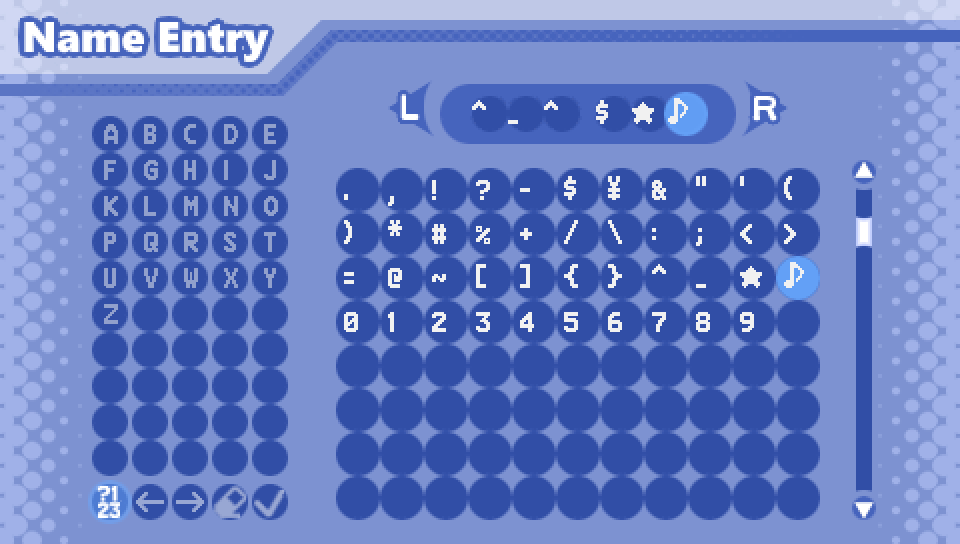 Name Entry
L ^_^ $★♪ R
A B C D E
F G H I J
K L M N O
P Q R S T
U V W X Y
Z
?!
23
← → ✓
. , ! ? - $ ¥ & " ' (
) * # % + / \ : ; < >
= @ ~ [ ] { } ^ _ ★ ♪
0 1 2 3 4 5 6 7 8 9